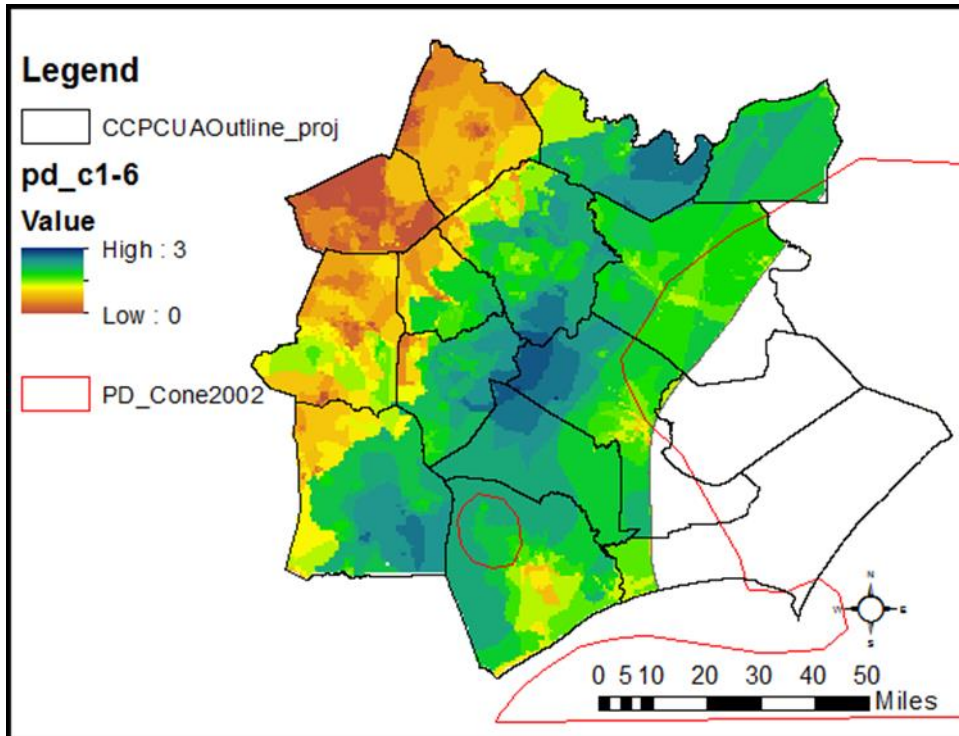 Legend
CCPCUAOutline_proj
pd_c1-6
Value
High : 3
Low : 0
PD_Cone2002
N
W E
S
0 5 10 20 30 40 50
Miles